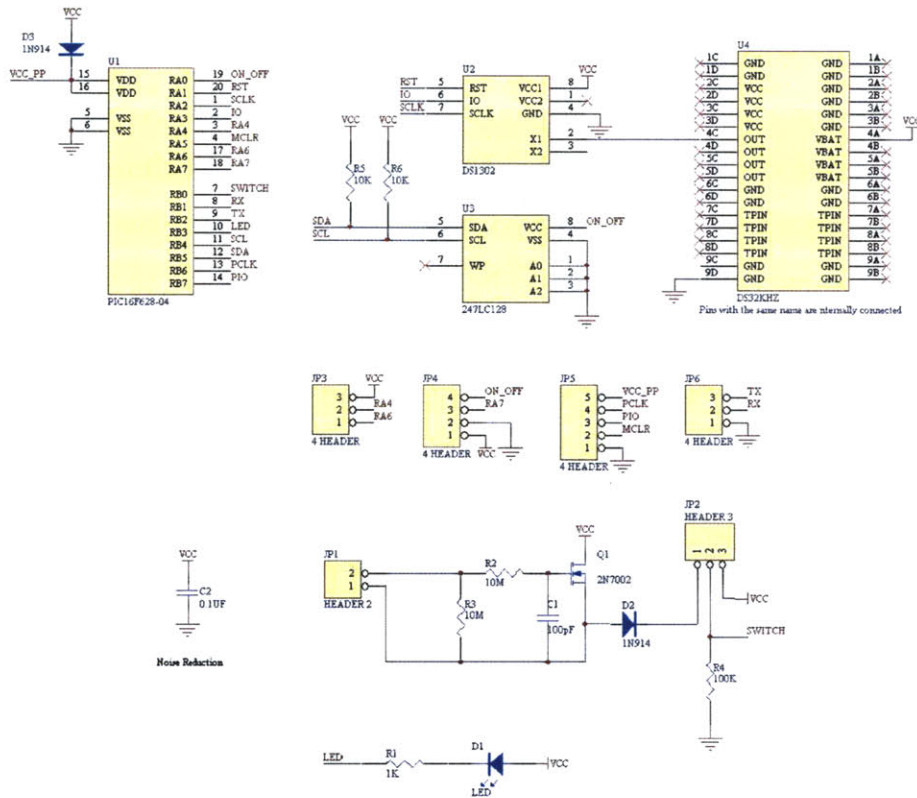 VCC
D3
1N914
VCC_PP
U1
15 VDD
16 VDD
5 VSS
6 VSS
RA0 19 ON_OFF
RA1 20 RST
RA2 1 SCLK
RA3 2 IO
RA4 3 RA4
RA5 4 MCLR
RA6 17 RA6
RA7 18 RA7
RB0 7 SWITCH
RB1 8 RX
RB2 9 TX
RB3 10 LED
RB4 11 SCL
RB5 12 SDA
RB6 13 PCLK
RB7 14 PIO
PIC16F628-04
U2
RST 5 RST VCC1 8 VCC
IO 6 IO VCC2 1
SCLK 7 SCLK GND 4
X1 2
X2 3
DS1302
VCC VCC
R5
10K
R6
10K
U3
SDA 5 SDA VCC 8 ON_OFF
SCL 6 SCL VSS 4
7 WP A0 1
A1 2
A2 3
247LC128
U4
1C GND GND 1A
1D GND GND 1B
2C VCC GND 2A
2D VCC GND 2B
3C VCC GND 3A
3D VCC GND 3B
4C OUT VBAT 4A VCC
4D OUT VBAT 4B
5C OUT VBAT 5A
5D OUT VBAT 5B
6C GND GND 6A
6D GND GND 6B
7C TPIN TPIN 7A
7D TPIN TPIN 7B
8C TPIN TPIN 8A
8D TPIN TPIN 8B
9C GND GND 9A
9D GND GND 9B
DS32KHZ
Pins with the same name are nternally connected
JP3
3 VCC
2 RA4
1 RA6
4 HEADER
JP4
4 ON_OFF
3 RA7
2
1 VCC
4 HEADER
JP5
5 VCC_PP
4 PCLK
3 PIO
2 MCLR
1
4 HEADER
JP6
3 TX
2 RX
1
4 HEADER
VCC
C2
0.1UF
Noise Reduction
JP1
2
1
HEADER 2
R2
10M
R3
10M
C1
100pF
VCC
Q1
2N7002
D2
1N914
JP2
HEADER 3
1 2 3
VCC
SWITCH
R4
100K
LED
R1
1K
D1
LED
VCC